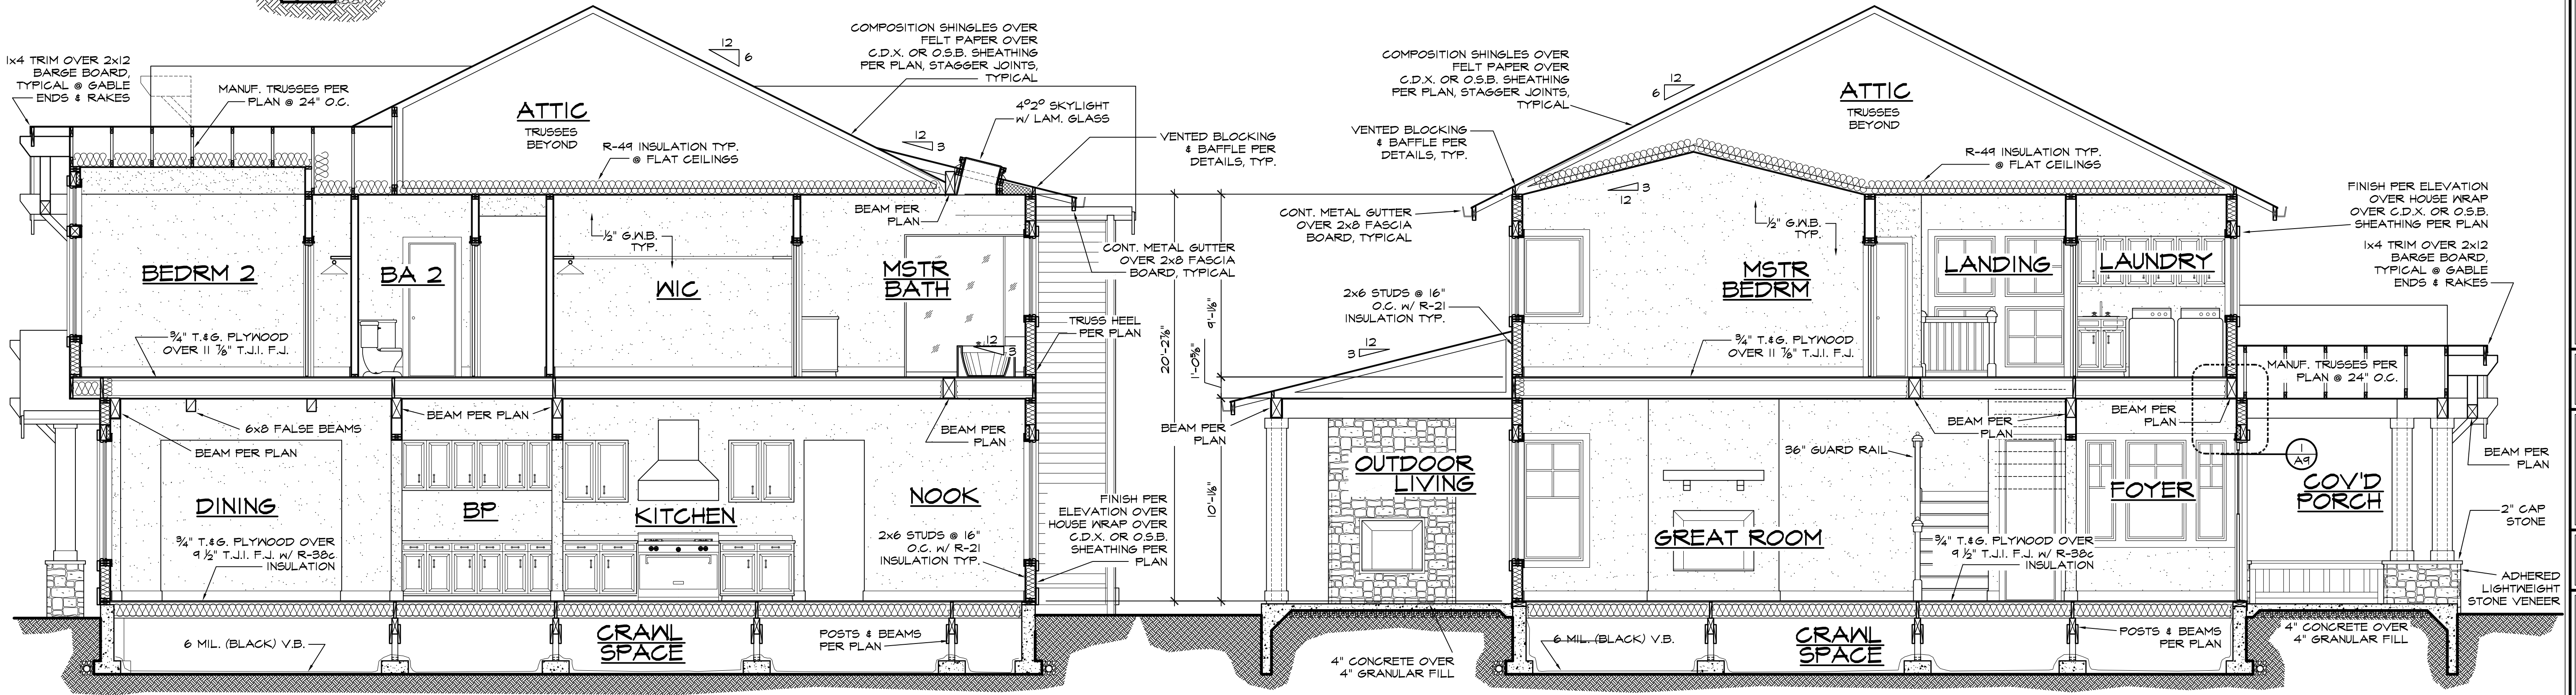 1x4 TRIM OVER 2x12
BARGE BOARD,
TYPICAL @ GABLE
ENDS & RAKES
MANUF. TRUSSES PER
PLAN @ 24" O.C.
ATTIC
TRUSSES
BEYOND
12
6
COMPOSITION SHINGLES OVER
FELT PAPER OVER
C.D.X. OR O.S.B. SHEATHING
PER PLAN, STAGGER JOINTS,
TYPICAL
4⁰2⁰ SKYLIGHT
W/ LAM. GLASS
12
3
VENTED BLOCKING
& BAFFLE PER
DETAILS, TYP.
R-49 INSULATION TYP.
@ FLAT CEILINGS
BEAM PER
PLAN
½" G.W.B.
TYP.
CONT. METAL GUTTER
OVER 2x8 FASCIA
BOARD, TYPICAL
BEDRM 2
BA 2
WIC
MSTR
BATH
¾" T.&G. PLYWOOD
OVER 11 ⅞" T.J.I. F.J.
12
3
TRUSS HEEL
PER PLAN
BEAM PER PLAN
6x8 FALSE BEAMS
BEAM PER PLAN
BEAM PER
PLAN
DINING
BP
KITCHEN
NOOK
¾" T.&G. PLYWOOD OVER
9 ½" T.J.I. F.J. W/ R-38c
INSULATION
2x6 STUDS @ 16"
O.C. W/ R-21
INSULATION TYP.
FINISH PER
ELEVATION OVER
HOUSE WRAP OVER
C.D.X. OR O.S.B.
SHEATHING PER
PLAN
6 MIL. (BLACK) V.B.
CRAWL
SPACE
POSTS & BEAMS
PER PLAN
20'-2⅞"
9'-1⅛"
1'-0⅝"
10'-1⅛"
COMPOSITION SHINGLES OVER
FELT PAPER OVER
C.D.X. OR O.S.B. SHEATHING
PER PLAN, STAGGER JOINTS,
TYPICAL
12
6
ATTIC
TRUSSES
BEYOND
VENTED BLOCKING
& BAFFLE PER
DETAILS, TYP.
R-49 INSULATION TYP.
@ FLAT CEILINGS
3
12
CONT. METAL GUTTER
OVER 2x8 FASCIA
BOARD, TYPICAL
½" G.W.B.
TYP.
FINISH PER ELEVATION
OVER HOUSE WRAP
OVER C.D.X. OR O.S.B.
SHEATHING PER PLAN
1x4 TRIM OVER 2x12
BARGE BOARD,
TYPICAL @ GABLE
ENDS & RAKES
MSTR
BEDRM
LANDING
LAUNDRY
2x6 STUDS @ 16"
O.C. W/ R-21
INSULATION TYP.
12
3
¾" T.&G. PLYWOOD
OVER 11 ⅞" T.J.I. F.J.
MANUF. TRUSSES PER
PLAN @ 24" O.C.
BEAM PER
PLAN
BEAM PER
PLAN
BEAM PER
PLAN
BEAM PER
PLAN
1
A9
36" GUARD RAIL
OUTDOOR
LIVING
GREAT ROOM
FOYER
COV'D
PORCH
2" CAP
STONE
¾" T.&G. PLYWOOD OVER
9 ½" T.J.I. F.J. W/ R-38c
INSULATION
ADHERED
LIGHTWEIGHT
STONE VENEER
6 MIL. (BLACK) V.B.
CRAWL
SPACE
POSTS & BEAMS
PER PLAN
4" CONCRETE OVER
4" GRANULAR FILL
4" CONCRETE OVER
4" GRANULAR FILL